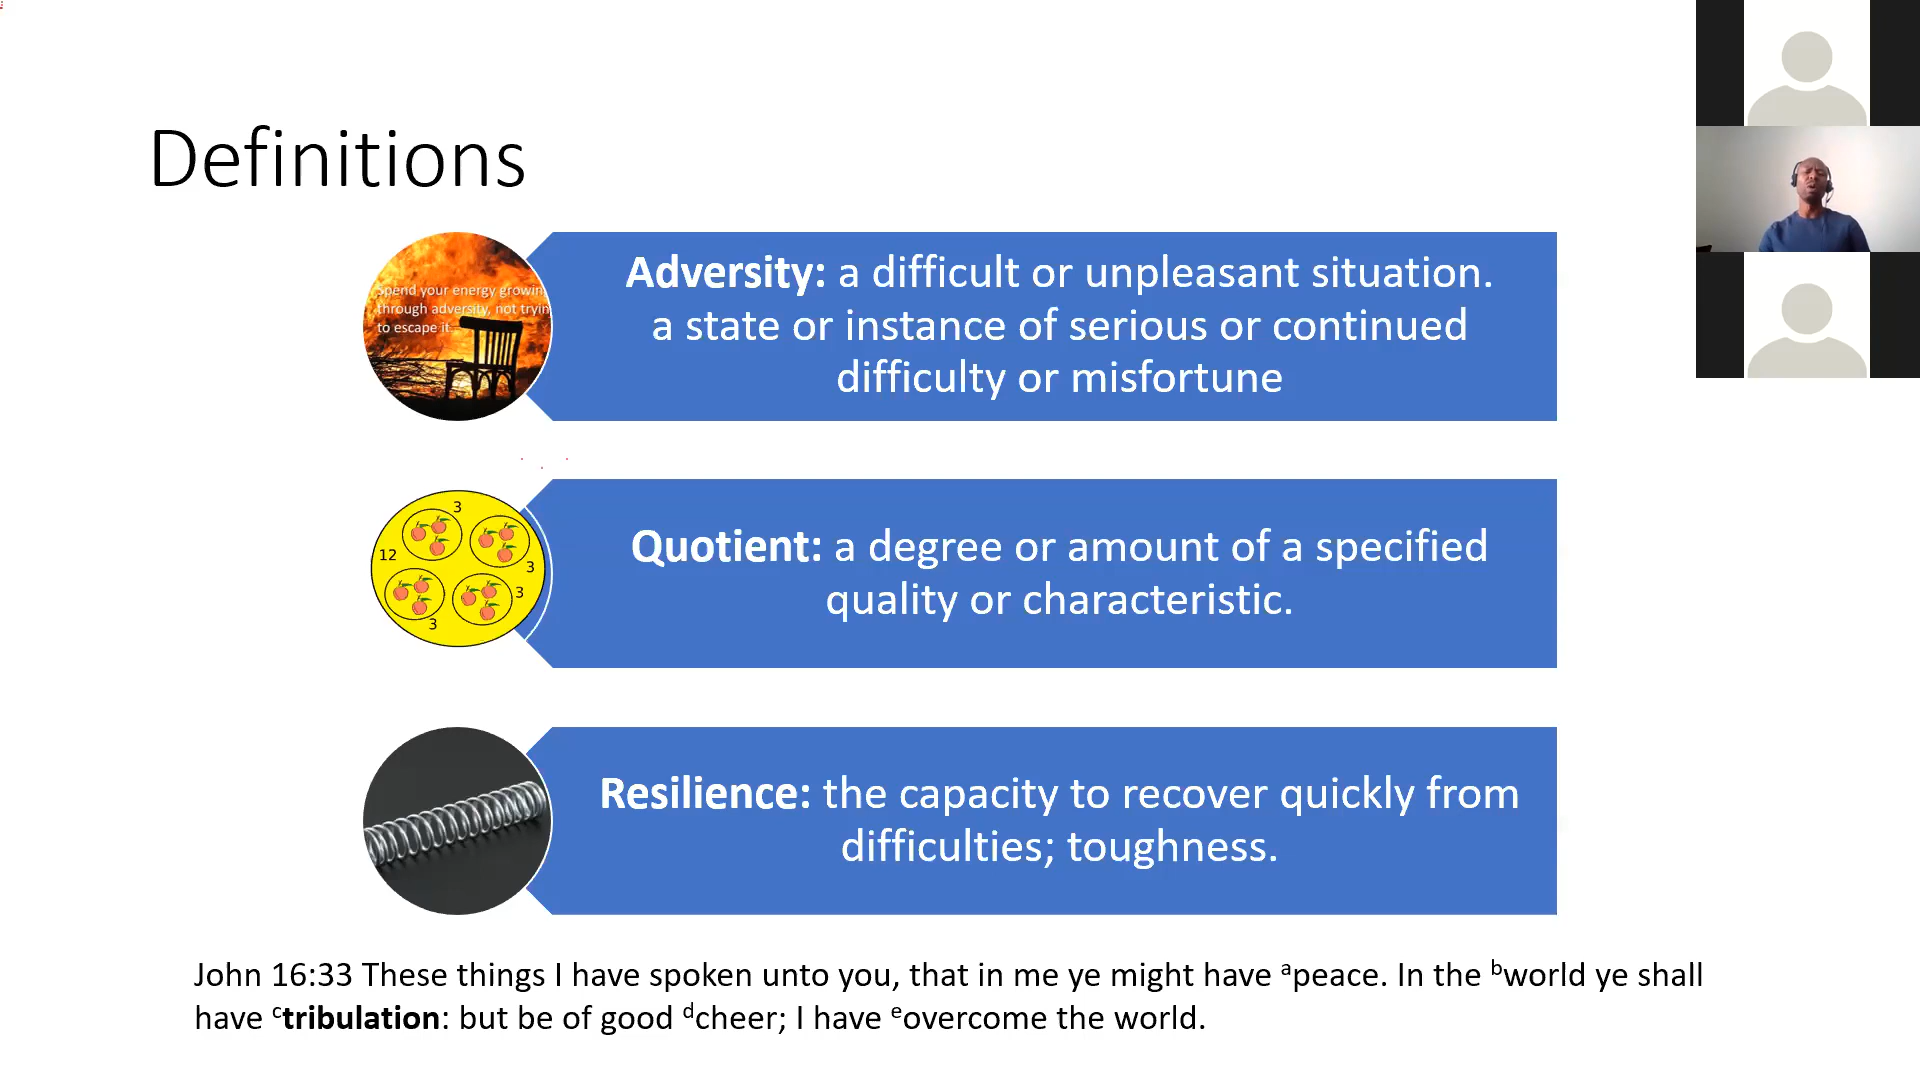 Definitions
Spend your energy growin
through adversity, not tryin
to escape it.
Adversity: a difficult or unpleasant situation.
a state or instance of serious or continued
difficulty or misfortune
3
12
3
3
3
Quotient: a degree or amount of a specified
quality or characteristic.
Resilience: the capacity to recover quickly from
difficulties; toughness.
John 16:33 These things I have spoken unto you, that in me ye might have ᵃpeace. In the ᵇworld ye shall
have ᶜtribulation: but be of good ᵈcheer; I have ᵉovercome the world.